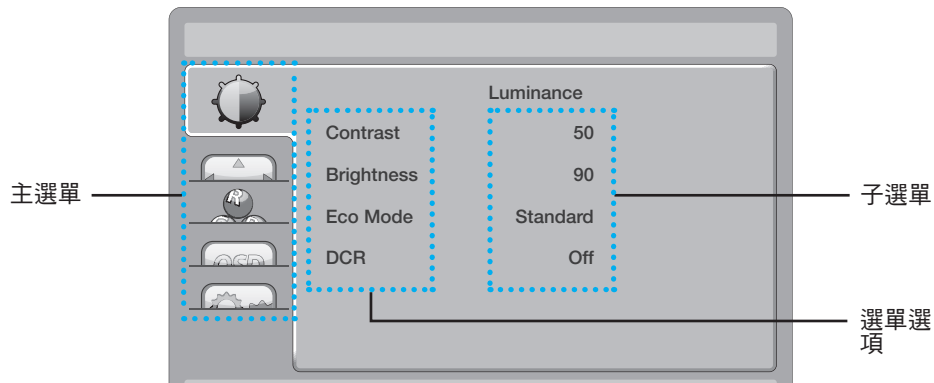 Luminance
Contrast 50
Brightness 90
主選單
子選單
Eco Mode Standard
DCR Off
選單選
項
R
OSD